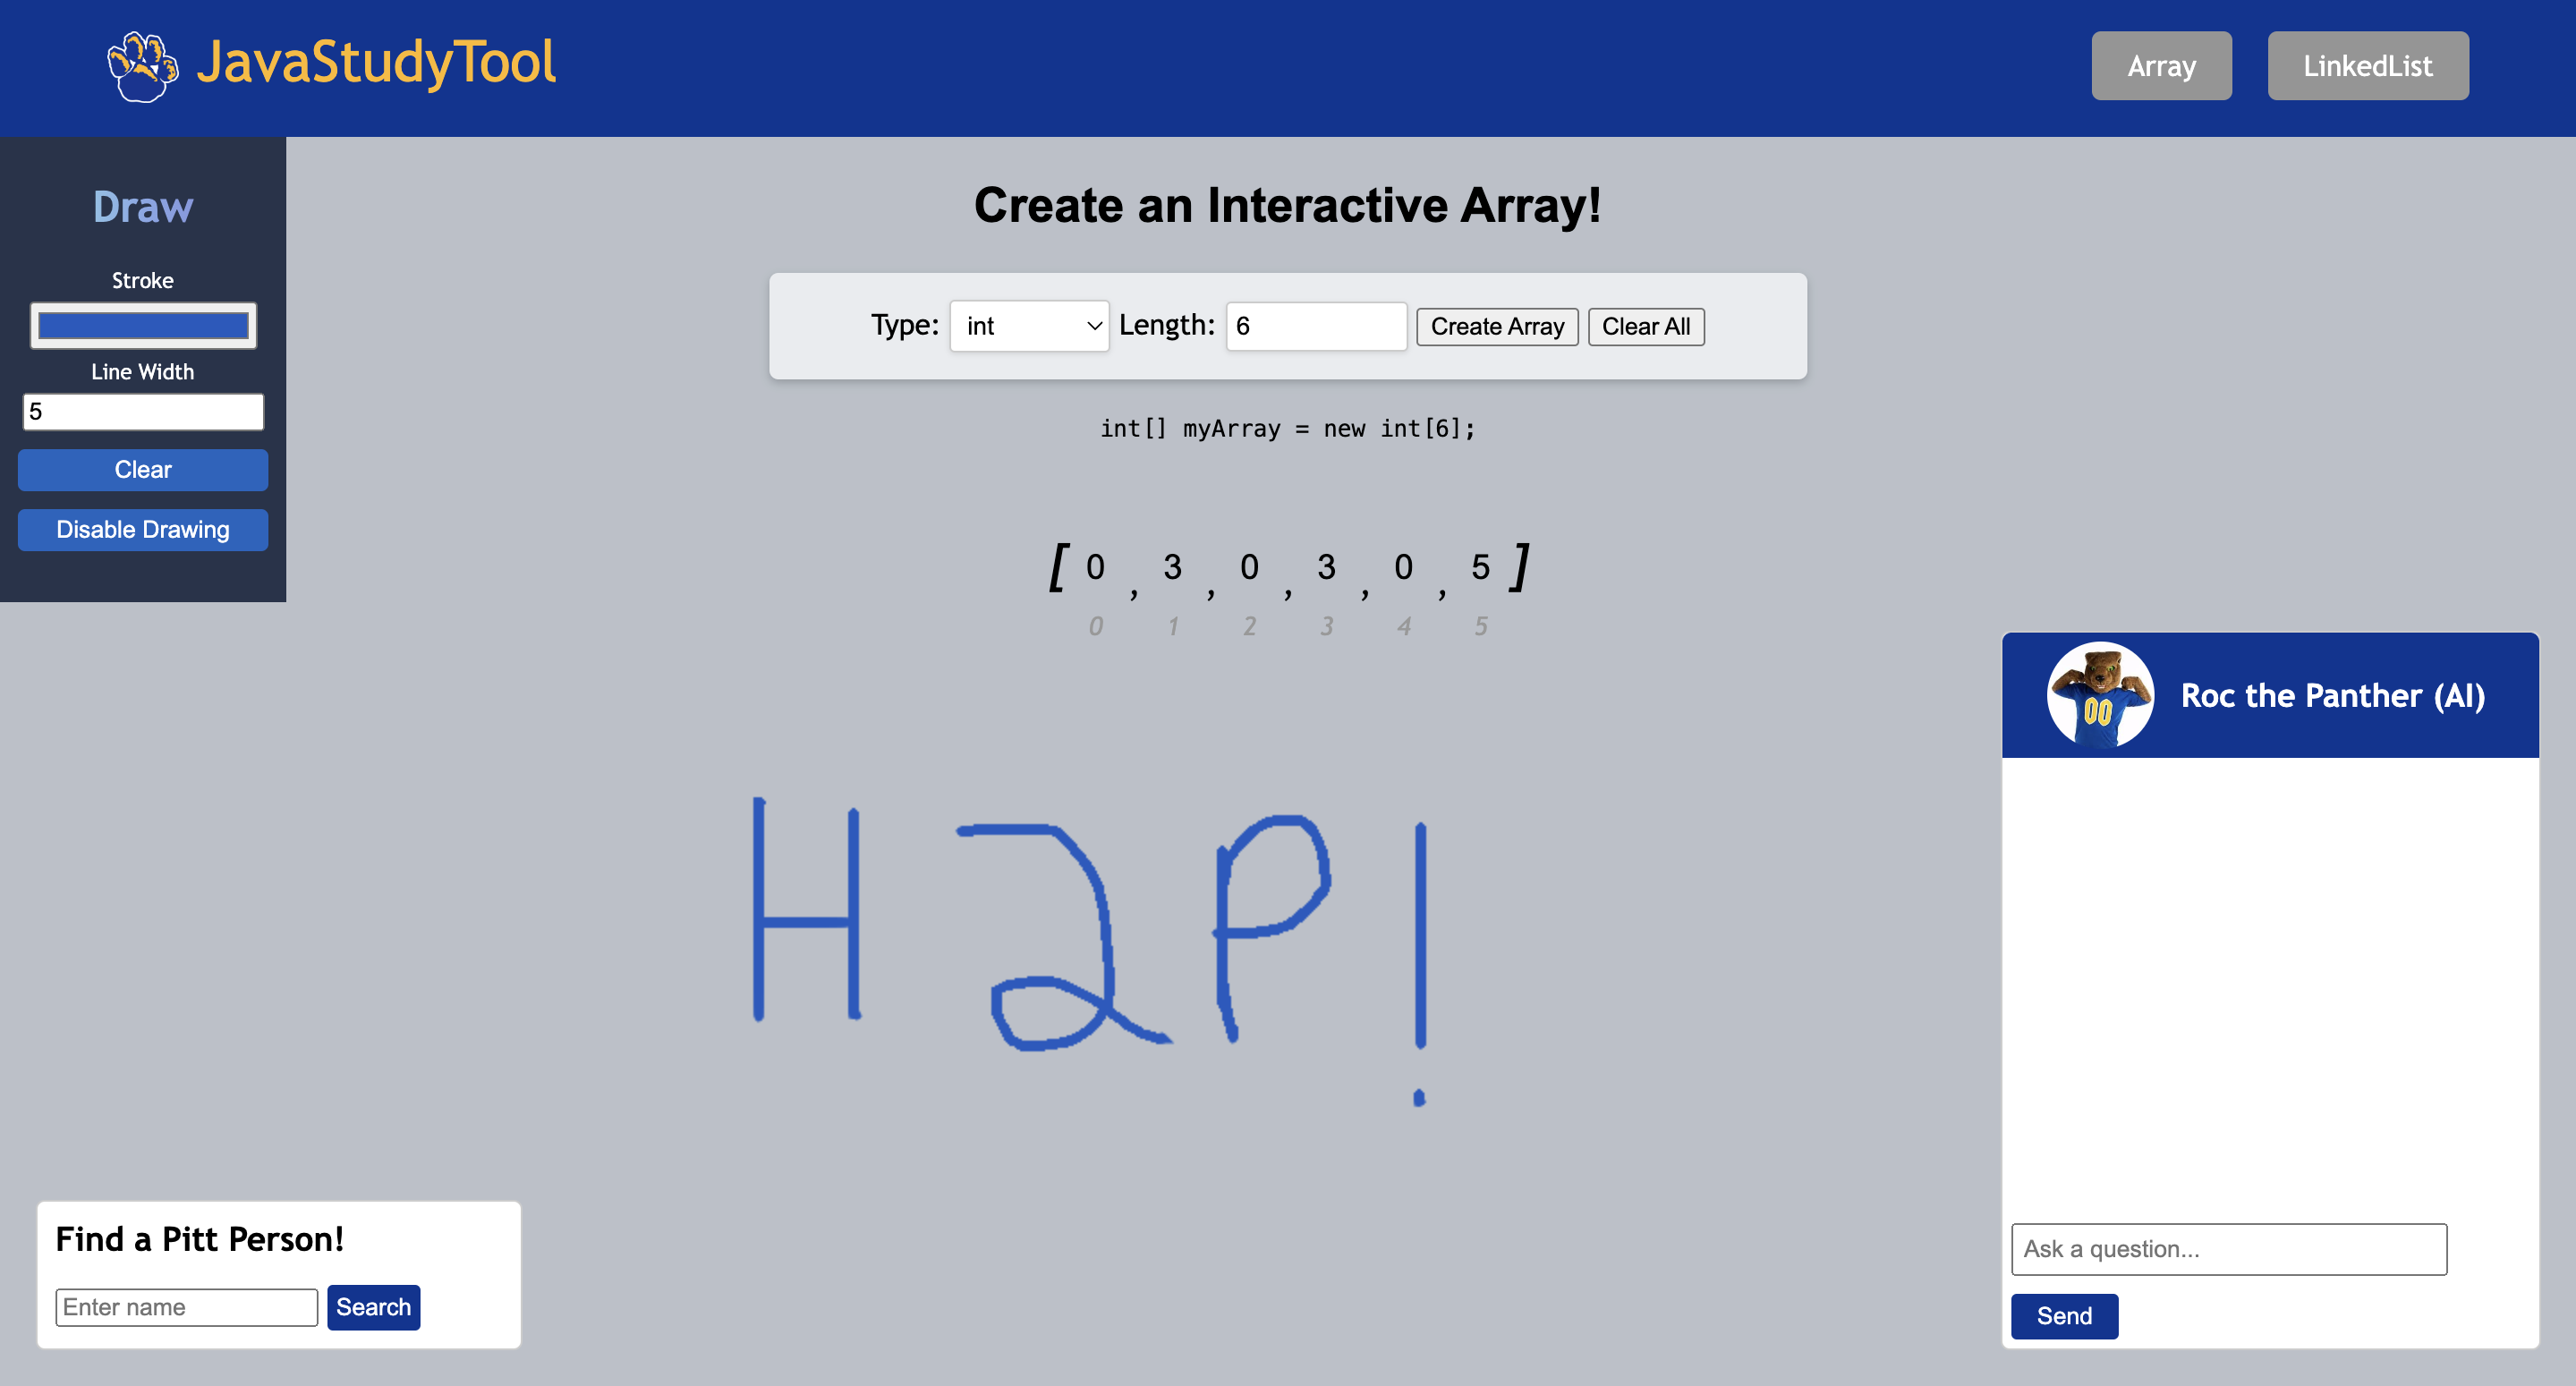 JavaStudyTool
Array LinkedList
Draw
Stroke
Line Width
5
Clear
Disable Drawing
Create an Interactive Array!
Type: int Length: 6 Create Array Clear All
int[] myArray = new int[6];
[ 0 , 3 , 0 , 3 , 0 , 5 ]
0 1 2 3 4 5
H2P!
Find a Pitt Person!
Enter name Search
Roc the Panther (AI)
00
Ask a question...
Send